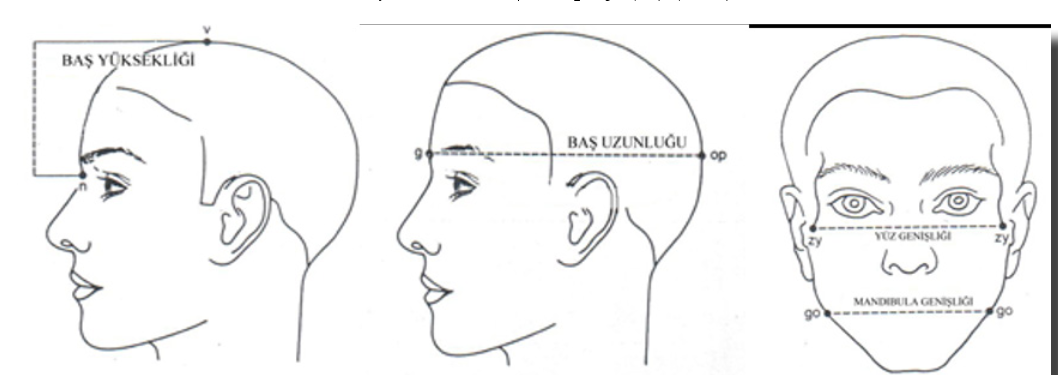 v
BAŞ YÜKSEKLİĞİ
n
BAŞ UZUNLUĞU
g
op
zy
zy
YÜZ GENİŞLİĞİ
MANDIBULA GENİŞLİĞİ
go
go